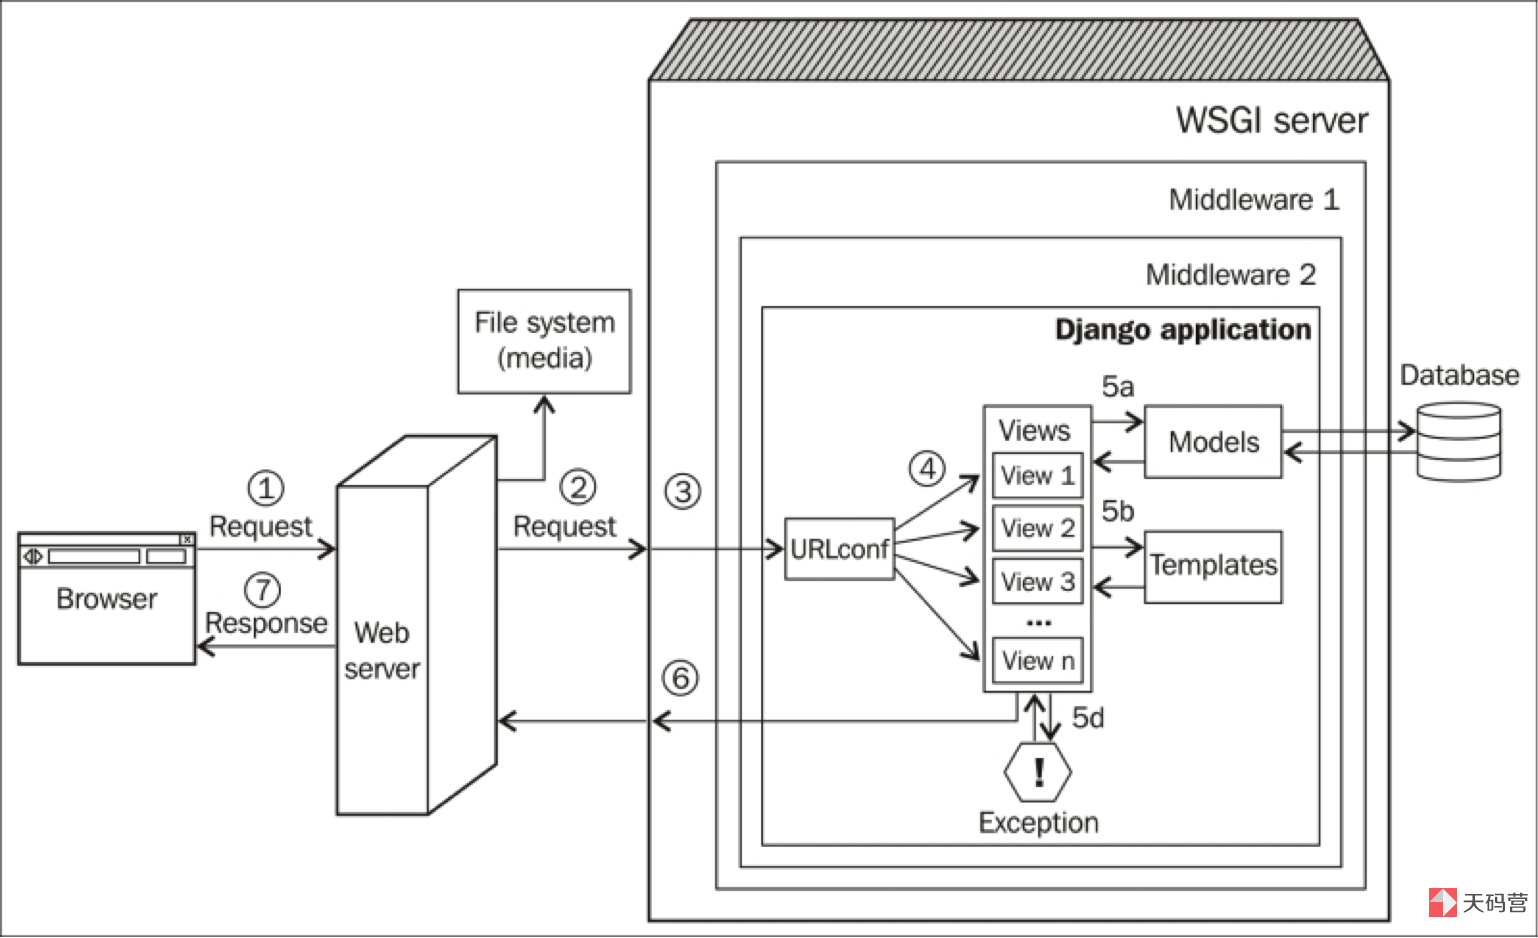 WSGI server
Middleware 1
Middleware 2
Django application
File system
(media)
Database
5a
Views
Models
④
View 1
①
②
③
Request
Request
View 2
5b
URLconf
Templates
View 3
Browser
⑦
Response
...
Web
server
View n
⑥
5d
!
Exception
天码营